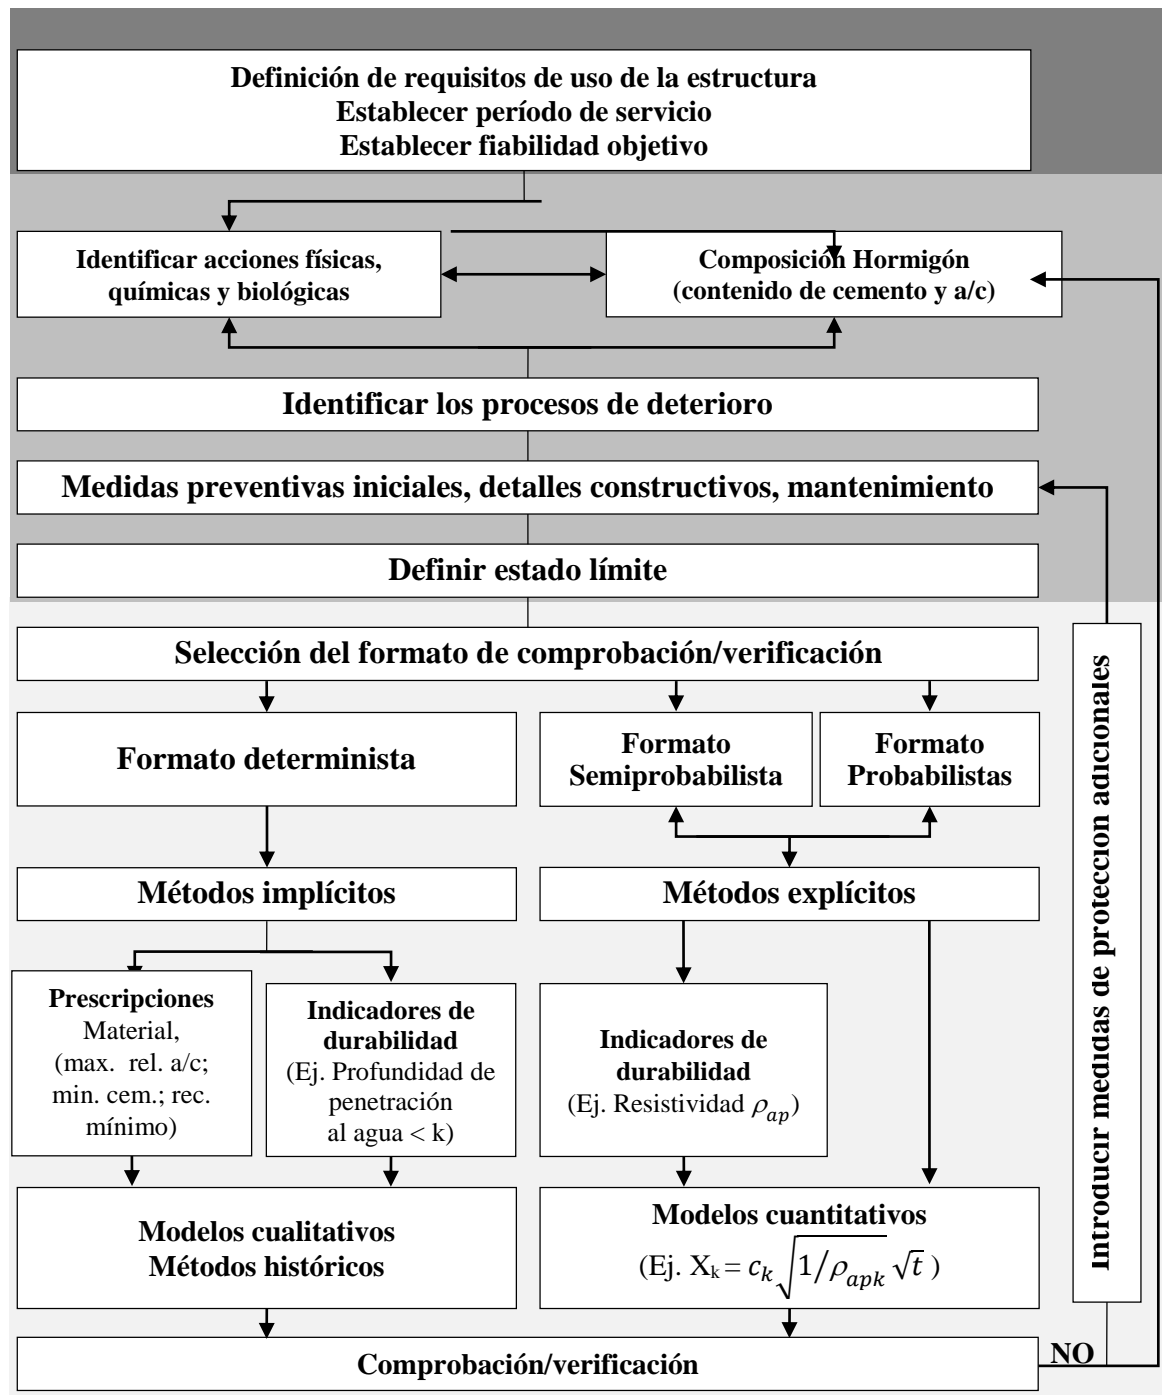 Definición de requisitos de uso de la estructura
Establecer período de servicio
Establecer fiabilidad objetivo
Identificar acciones físicas,
químicas y biológicas
Composición Hormigón
(contenido de cemento y a/c)
Identificar los procesos de deterioro
Medidas preventivas iniciales, detalles constructivos, mantenimiento
Definir estado límite
Selección del formato de comprobación/verificación
Formato determinista
Formato
Semiprobabilista
Formato
Probabilistas
Métodos implícitos
Métodos explícitos
Prescripciones
Material,
(max. rel. a/c;
min. cem.; rec.
mínimo)
Indicadores de
durabilidad
(Ej. Profundidad de
penetración
al agua < k)
Indicadores de
durabilidad
(Ej. Resistividad ρ_ap)
Modelos cualitativos
Métodos históricos
Modelos cuantitativos
(Ej. X_k = c_k √(1/ρ_apk) √t )
Introducir medudas de proteccion adicionales
Comprobación/verificación
NO